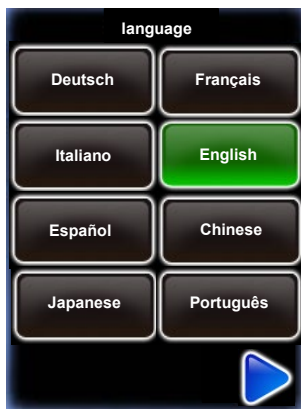 language
Deutsch
Français
Italiano
English
Español
Chinese
Japanese
Português